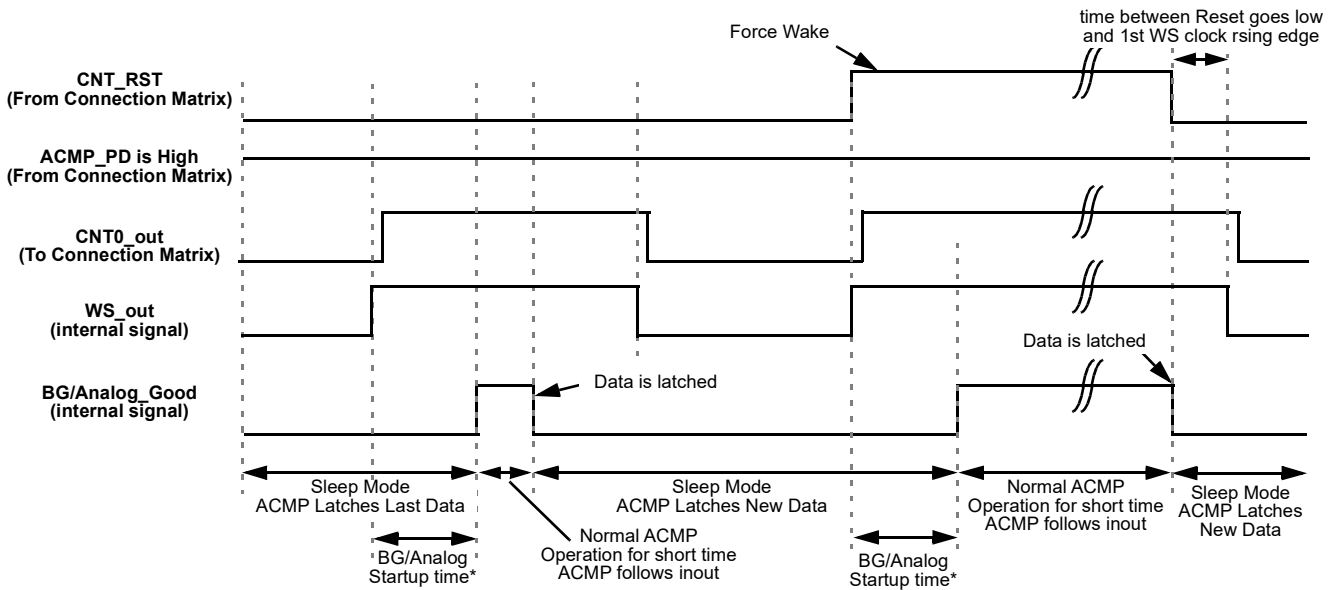 time between Reset goes low
and 1st WS clock rsing edge
Force Wake
CNT_RST
(From Connection Matrix)
ACMP_PD is High
(From Connection Matrix)
CNT0_out
(To Connection Matrix)
WS_out
(internal signal)
Data is latched
BG/Analog_Good
(internal signal)
Data is latched
Sleep Mode
ACMP Latches Last Data
Sleep Mode
ACMP Latches New Data
Normal ACMP
Operation for short time
ACMP follows inout
Sleep Mode
ACMP Latches
New Data
Normal ACMP
Operation for short time
ACMP follows inout
BG/Analog
Startup time*
BG/Analog
Startup time*